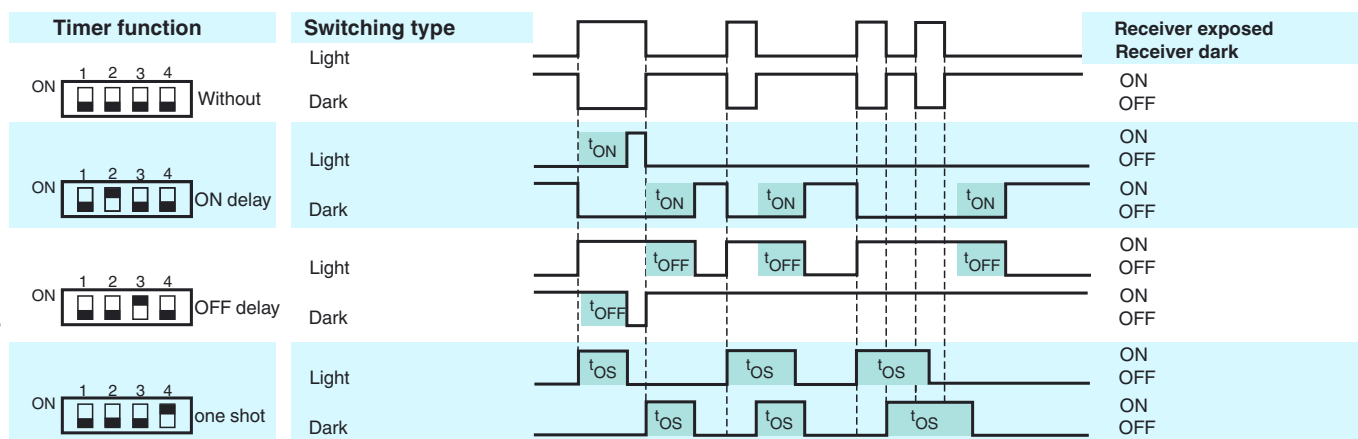 Timer function Switching type Receiver exposed
Light Receiver dark
ON 1 2 3 4 Without Dark ON
OFF
Light tON ON
OFF
ON 1 2 3 4 ON delay Dark tON tON tON ON
OFF
Light tOFF tOFF tOFF ON
OFF
ON 1 2 3 4 OFF delay Dark tOFF ON
OFF
Light tOS tOS tOS ON
OFF
ON 1 2 3 4 one shot Dark tOS tOS tOS ON
OFF